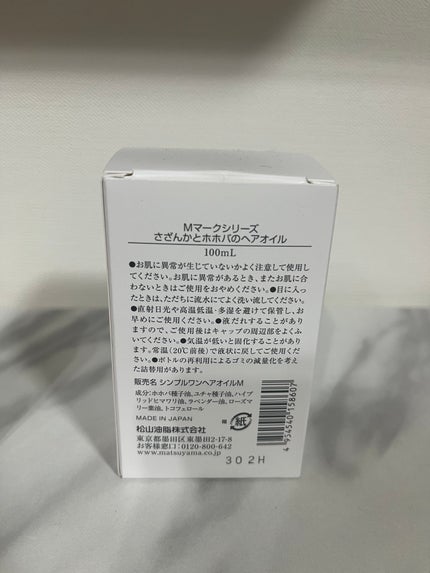 Mマークシリーズ
さざんかとホホバのヘアオイル
100mL
●お肌に異常が生じていないかよく注意して使用し
てください。お肌に異常があるとき、またお肌に合
わないときはご使用をおやめください。●目に入っ
たときは、ただちに流水にてよく洗い流してください。
●直射日光や高温低温・多湿を避けて保管し、お
早めにご使用ください。●液だれすることがあり
ますので、ご使用後はキャップの周辺部をよくふ
いてください。●気温が低いと固化することがあり
ます。常温(20℃前後)で液状に戻してご使用くだ
さい。●ボトルの再利用によるゴミの減量化を考え
た詰替用があります。
販売名 シンプルワンヘアオイルM
成分:ホホバ種子油、ユチャ種子油、ハイブ
リッドヒマワリ油、ラベンダー油、ローズマ
リー葉油、トコフェロール
MADE IN JAPAN
箱 紙
松山油脂株式会社
東京都墨田区東墨田2-17-8
お客様窓口:0120-800-642
www.matsuyama.co.jp
4 954540 158607
302H